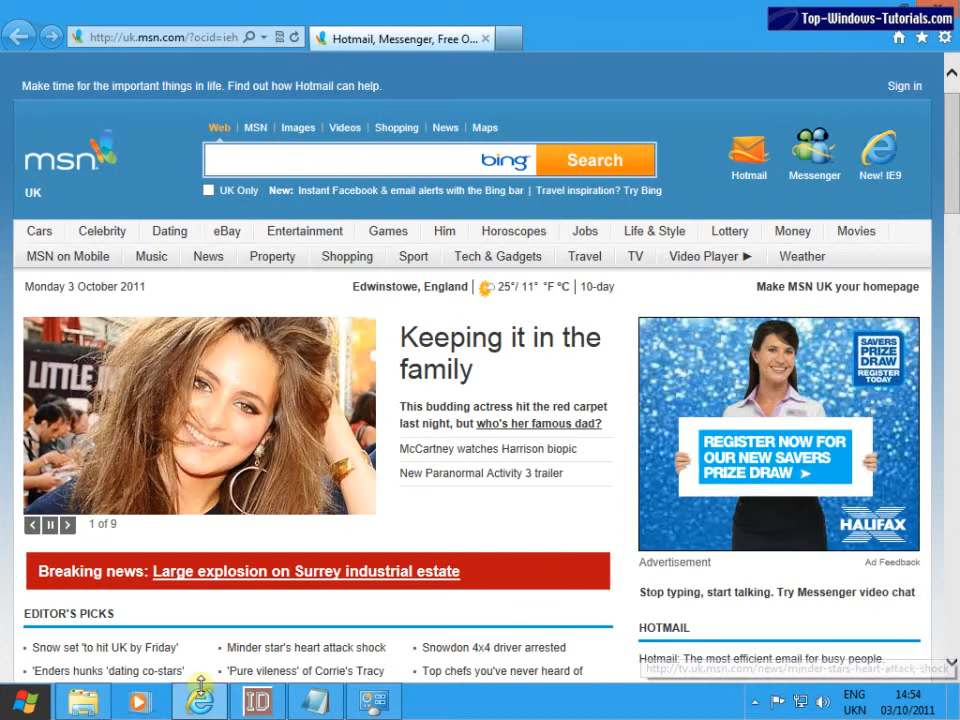 Top-Windows-Tutorials.com
http://uk.msn.com/?ocid=ieh
Hotmail, Messenger, Free O...
Make time for the important things in life. Find out how Hotmail can help.
Sign in
Web | MSN | Images | Videos | Shopping | News | Maps
msn
UK
bing
Search
Hotmail
Messenger
New! IE9
UK Only New: Instant Facebook & email alerts with the Bing bar | Travel inspiration? Try Bing
Cars Celebrity Dating eBay Entertainment Games Him Horoscopes Jobs Life & Style Lottery Money Movies
MSN on Mobile Music News Property Shopping Sport Tech & Gadgets Travel TV Video Player ► Weather
Monday 3 October 2011
Edwinstowe, England | 25°/ 11° °F °C | 10-day
Make MSN UK your homepage
LITTLE
Keeping it in the
family
This budding actress hit the red carpet
last night, but who's her famous dad?
McCartney watches Harrison biopic
New Paranormal Activity 3 trailer
1 of 9
SAVERS
PRIZE
DRAW
REGISTER
TODAY
REGISTER NOW FOR
OUR NEW SAVERS
PRIZE DRAW ►
HALIFAX
Advertisement
Ad Feedback
Breaking news: Large explosion on Surrey industrial estate
Stop typing, start talking. Try Messenger video chat
EDITOR'S PICKS
HOTMAIL
Snow set 'to hit UK by Friday'
Minder star's heart attack shock
Snowdon 4x4 driver arrested
Hotmail: The most efficient email for busy people.
'Enders hunks 'dating co-stars'
'Pure vileness' of Corrie's Tracy
Top chefs you've never heard of
http://tv.uk.msn.com/news/minder-stars-heart-attack-shock
ID
ENG
UKN
14:54
03/10/2011